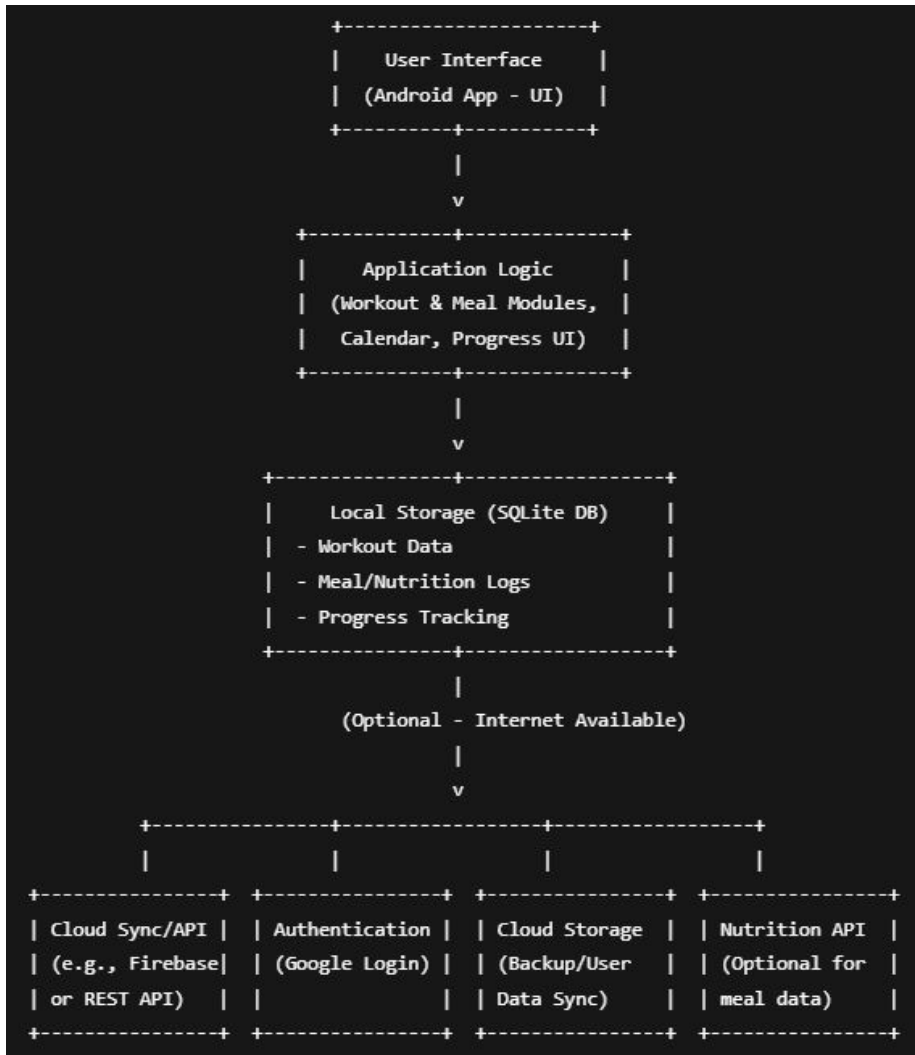 +-----------------------+
|    User Interface     |
|  (Android App - UI)   |
+----------+-----------+
|
v
+-------------+--------------+
|     Application Logic      |
|  (Workout & Meal Modules,  |
|   Calendar, Progress UI)   |
+-------------+--------------+
|
v
+----------------+------------------+
|     Local Storage (SQLite DB)     |
|  - Workout Data                   |
|  - Meal/Nutrition Logs            |
|  - Progress Tracking              |
+----------------+------------------+
|
(Optional - Internet Available)
|
v
+----------------+------------------+------------------+
|                |                  |                  |
+----------------+  +----------------+  +----------------+  +----------------+
| Cloud Sync/API |  | Authentication |  | Cloud Storage  |  | Nutrition API  |
| (e.g., Firebase|  | (Google Login) |  | (Backup/User   |  | (Optional for  |
| or REST API)   |  |                |  | Data Sync)     |  | meal data)     |
+----------------+  +----------------+  +----------------+  +----------------+